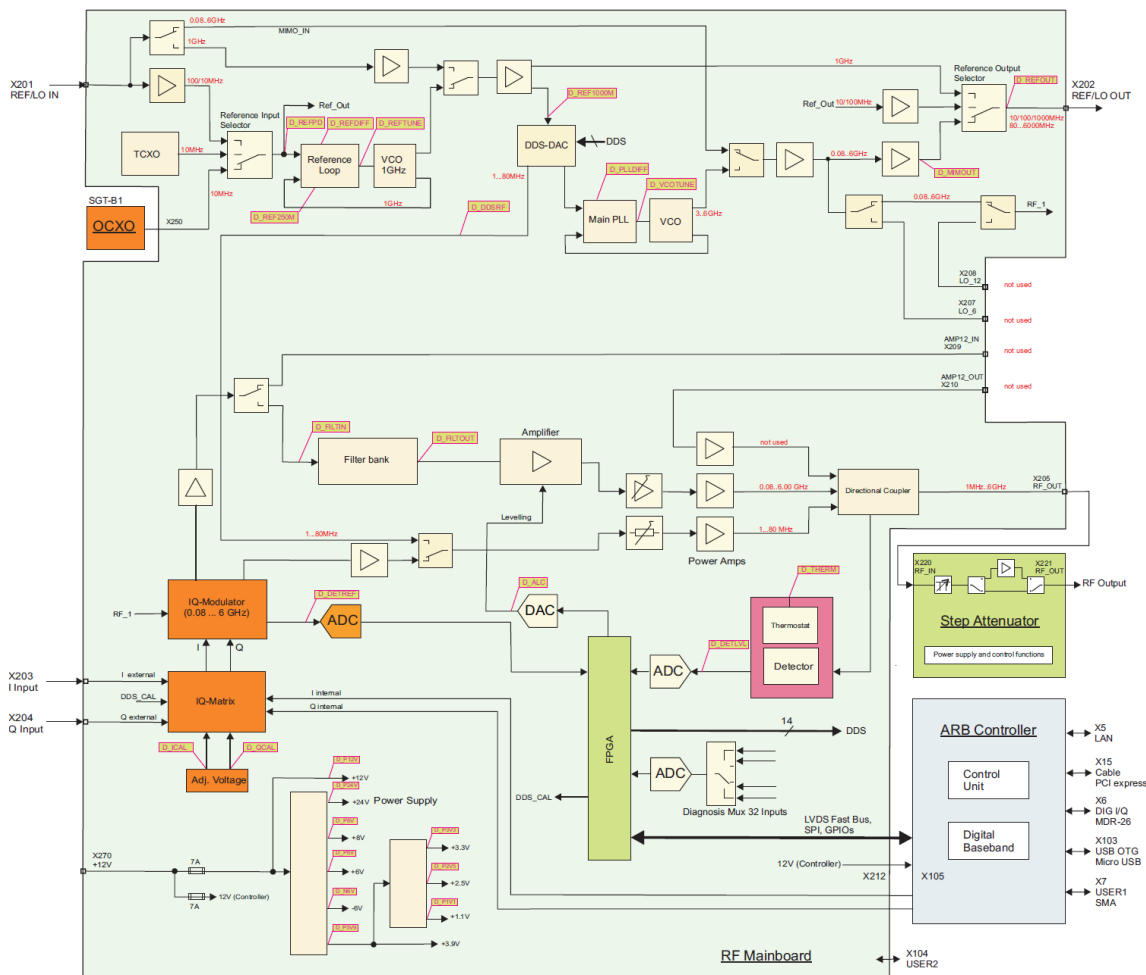 0.08..6GHz
MIMO_IN
1GHz
X201
REF/LO IN
100/10MHz
Ref_Out
Reference Input
Selector
D_REFPD
D_REFDIFF
D_REFTUNE
TCXO
10MHz
Reference
Loop
VCO
1GHz
1GHz
D_REF250M
10MHz
SGT-B1
OCXO
X250
D_REF1000M
DDS-DAC
DDS
1...80MHz
D_DDSRF
D_PLLDIFF
D_VCOTUNE
Main PLL
VCO
3..6GHz
1GHz
Reference Output
Selector
D_REFOUT
X202
REF/LO OUT
Ref_Out
10/100MHz
10/100/1000MHz
80...6000MHz
0.08..6GHz
D_MIMOUT
0.08...6GHz
RF_1
X208
LO_12
not used
X207
LO_6
not used
AMP12_IN
X209
not used
AMP12_OUT
X210
not used
D_FILTIN
Filter bank
D_FILTOUT
Amplifier
not used
0.08..6.00 GHz
Directional Coupler
1MHz..6GHz
X205
RF_OUT
Levelling
1...80MHz
1...80 MHz
Power Amps
X220
RF_IN
X221
RF_OUT
RF Output
Step Attenuator
Power supply and control functions
IQ-Modulator
(0.08 ... 6 GHz)
RF_1
D_DETREF
ADC
D_ALC
DAC
D_THERM
Thermostat
Detector
D_DETLVL
ADC
I
Q
X203
I Input
I external
DDS_CAL
X204
Q Input
Q external
IQ-Matrix
I internal
Q internal
D_ICAL
D_QCAL
Adj. Voltage
FPGA
14
DDS
ADC
Diagnosis Mux 32 Inputs
DDS_CAL
LVDS Fast Bus,
SPI, GPIOs
12V (Controller)
X212
X105
ARB Controller
Control
Unit
Digital
Baseband
X5
LAN
X15
Cable
PCI express
X6
DIG I/Q
MDR-26
X103
USB OTG
Micro USB
X7
USER1
SMA
D_P12V
+12V
D_P24V
+24V
Power Supply
D_P8V
+8V
D_P6V
+6V
D_N6V
-6V
D_P3V9
+3.9V
D_P3V3
+3.3V
D_P2V5
+2.5V
D_P1V1
+1.1V
X270
+12V
7A
7A
12V (Controller)
RF Mainboard
X104
USER2